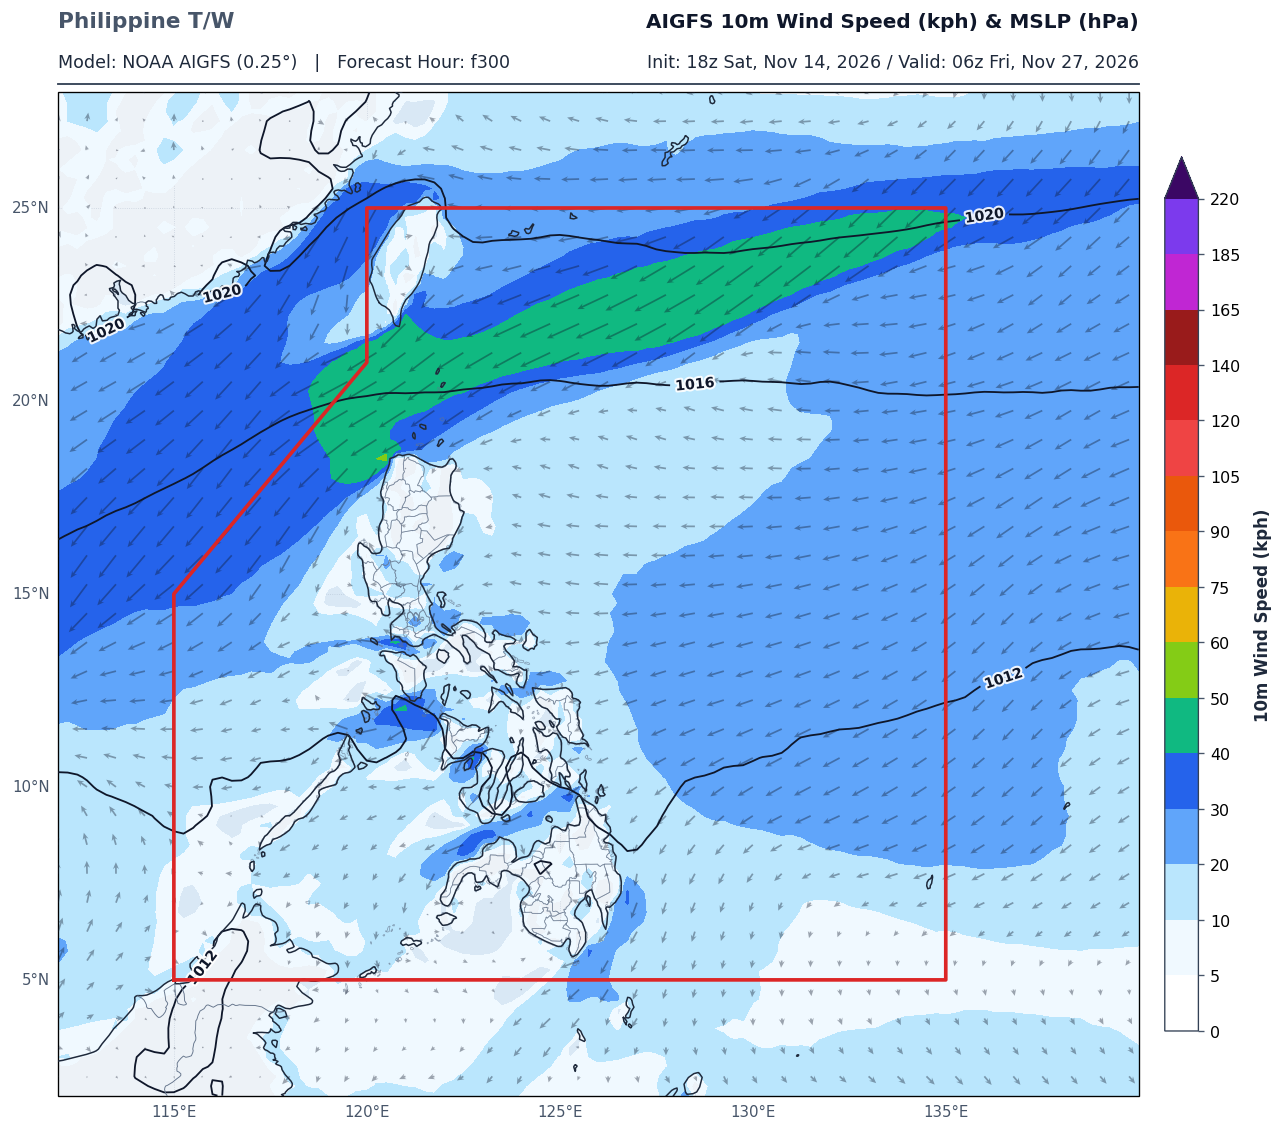 Philippine T/W
AIGFS 10m Wind Speed (kph) & MSLP (hPa)
Model: NOAA AIGFS (0.25°) | Forecast Hour: f300
Init: 18z Sat, Nov 14, 2026 / Valid: 06z Fri, Nov 27, 2026
25°N
20°N
15°N
10°N
5°N
115°E
120°E
125°E
130°E
135°E
1020
1020
1020
1016
1012
1012
220
185
165
140
120
105
90
75
60
50
40
30
20
10
5
0
10m Wind Speed (kph)